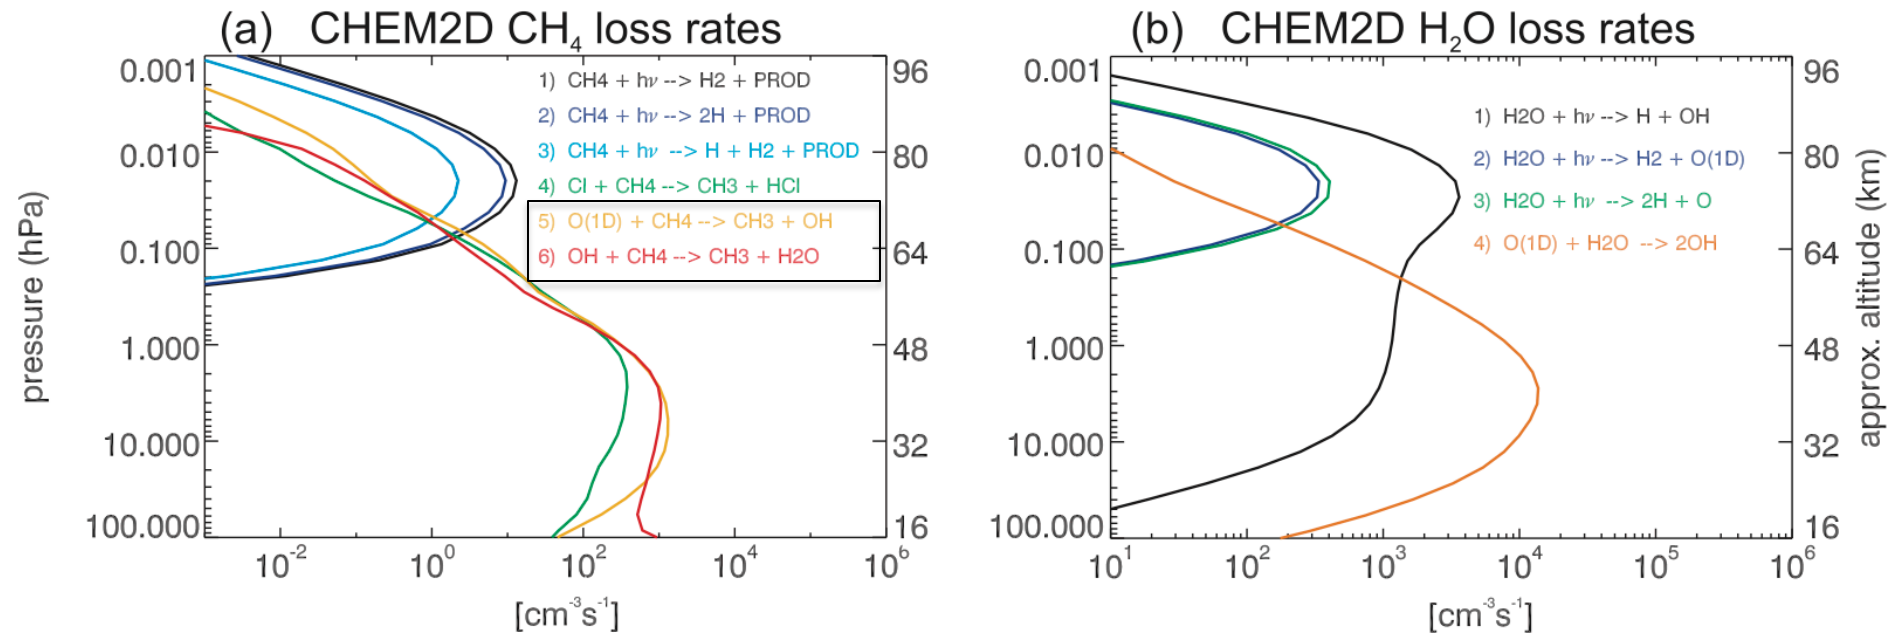 (a) CHEM2D CH₄ loss rates
pressure (hPa)
0.001
0.010
0.100
1.000
10.000
100.000
1) CH4 + hν --> H2 + PROD
2) CH4 + hν --> 2H + PROD
3) CH4 + hν --> H + H2 + PROD
4) Cl + CH4 --> CH3 + HCl
5) O(1D) + CH4 --> CH3 + OH
6) OH + CH4 --> CH3 + H2O
96
80
64
48
32
16
10⁻² 10⁰ 10² 10⁴ 10⁶
[cm⁻³s⁻¹]
(b) CHEM2D H₂O loss rates
0.001
0.010
0.100
1.000
10.000
100.000
1) H2O + hν --> H + OH
2) H2O + hν --> H2 + O(1D)
3) H2O + hν --> 2H + O
4) O(1D) + H2O --> 2OH
96
80
64
48
32
16
approx. altitude (km)
10¹ 10² 10³ 10⁴ 10⁵ 10⁶
[cm⁻³s⁻¹]